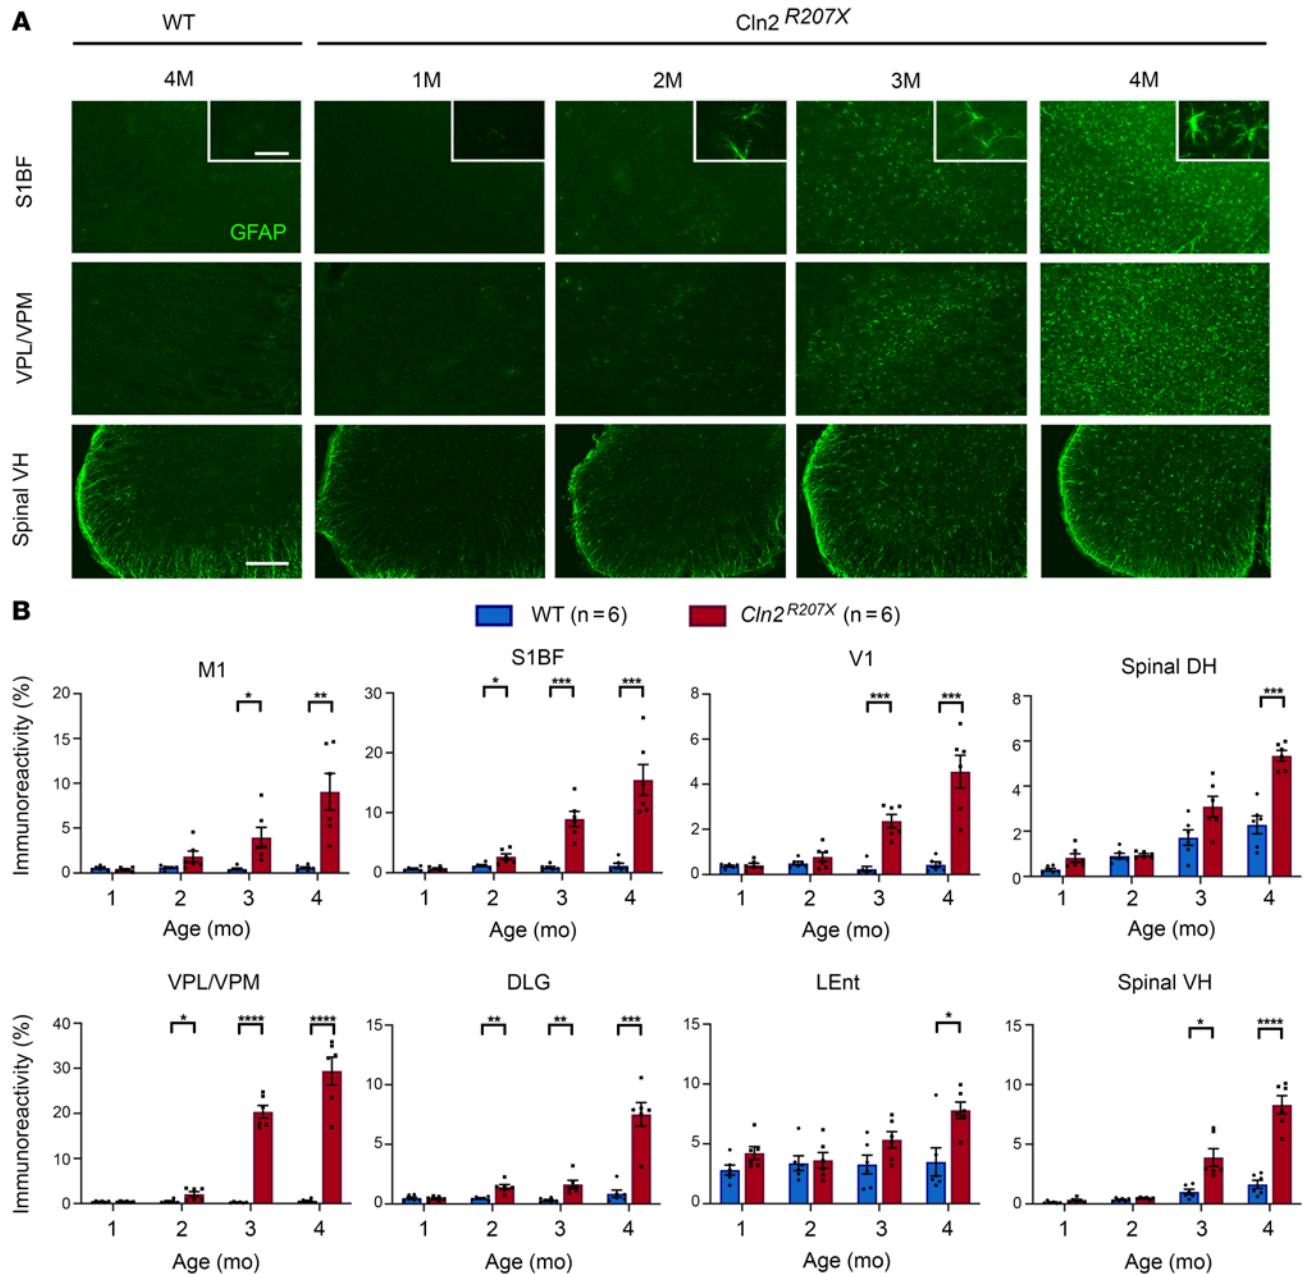 A
WT
Cln2 R207X
4M
1M
2M
3M
4M
S1BF
GFAP
VPL/VPM
Spinal VH
B
WT (n=6)
Cln2 R207X (n=6)
M1
Immunoreactivity (%)
20
15
10
5
0
*
**
1 2 3 4
Age (mo)
S1BF
30
20
10
0
*
***
***
1 2 3 4
Age (mo)
V1
8
6
4
2
0
***
***
1 2 3 4
Age (mo)
Spinal DH
8
6
4
2
0
***
1 2 3 4
Age (mo)
VPL/VPM
Immunoreactivity (%)
40
30
20
10
0
*
****
****
1 2 3 4
Age (mo)
DLG
15
10
5
0
**
**
***
1 2 3 4
Age (mo)
LEnt
15
10
5
0
*
1 2 3 4
Age (mo)
Spinal VH
15
10
5
0
*
****
1 2 3 4
Age (mo)